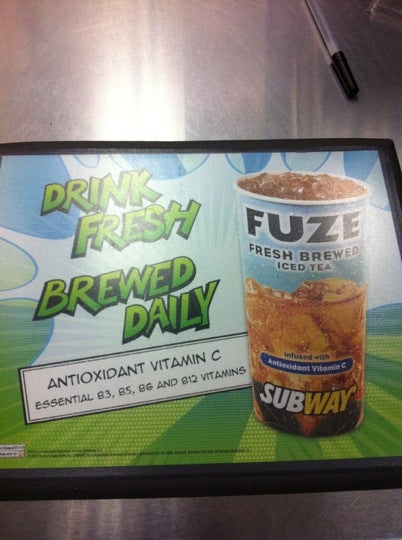 DRINK
FRESH
BREWED
DAILY
ANTIOXIDANT VITAMIN C
ESSENTIAL B3, B5, B6 AND B12 VITAMINS
FUZE
FRESH BREWED
ICED TEA
infused with
Antioxidant Vitamin C
SUBWAY